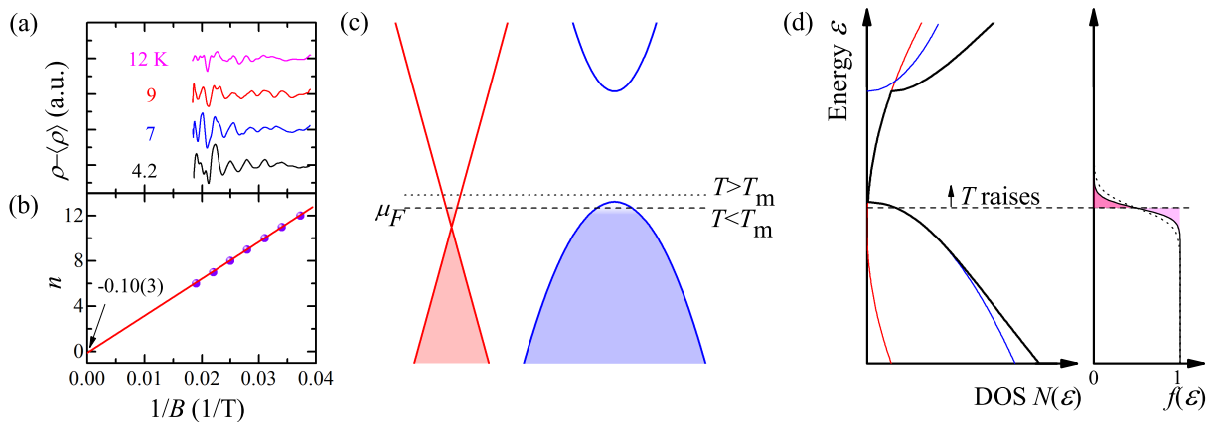 (a)
ρ–⟨ρ⟩ (a.u.)
12 K
9
7
4.2
(b)
n
12
8
4
0
-0.10(3)
0.00 0.01 0.02 0.03 0.04
1/B (1/T)
(c)
μF
T>Tm
T<Tm
(d)
Energy ε
T raises
DOS N(ε)
0 1
f(ε)